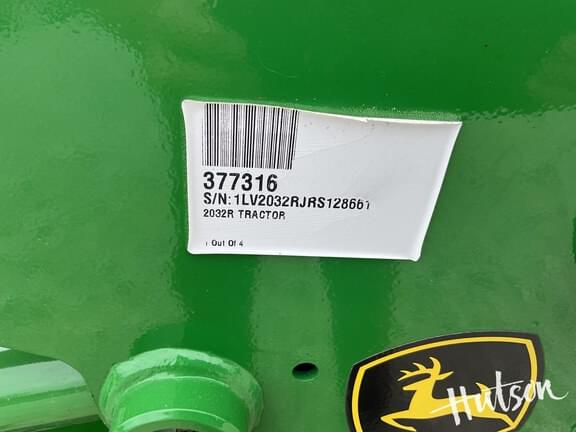 377316
S/N: 1LV2032RJRS128661
2032R TRACTOR
1 Out Of 4
Hutson